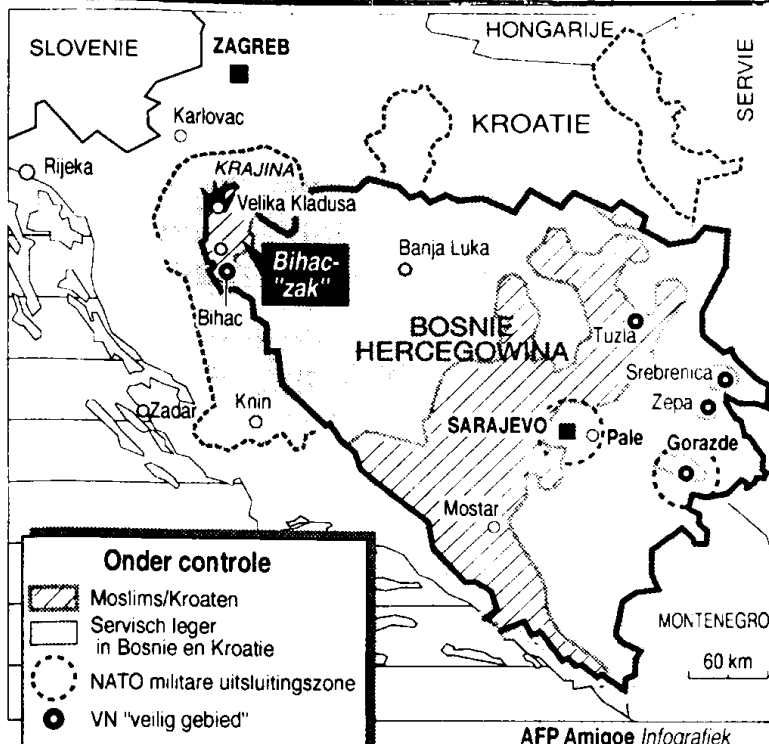 HONGARIJE
SLOVENIE
ZAGREB
SERVIE
Karlovac
KROATIE
Rijeka
KRAJINA
Velika Kladusa
Bihac-
"zak"
Banja Luka
Bihac
BOSNIE
HERCEGOWINA
Tuzla
Srebrenica
Zepa
Zadar
Knin
SARAJEVO
Pale
Gorazde
Mostar
Onder controle
Moslims/Kroaten
Servisch leger
in Bosnie en Kroatie
NATO militare uitsluitingszone
VN "veilig gebied"
MONTENEGRO
60 km
AFP Amigoe Infografiek